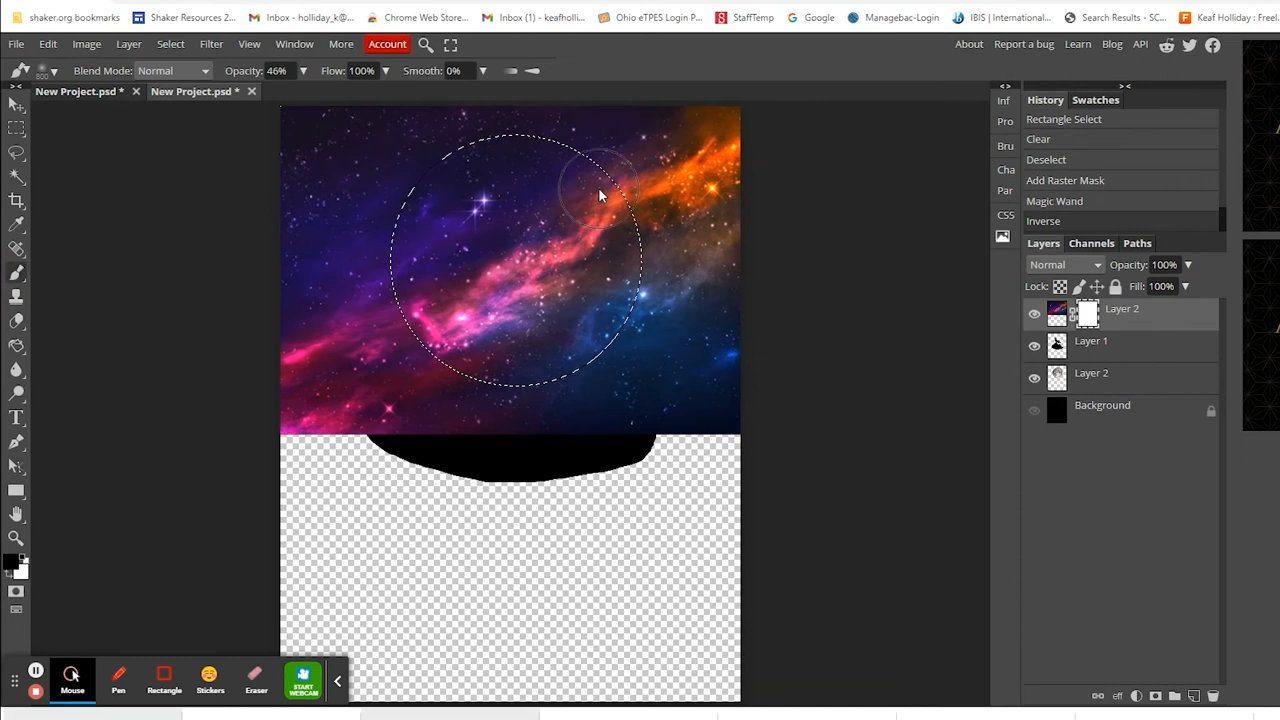 shaker.org bookmarks Shaker Resources 2... Inbox - holliday_k@... Chrome Web Store... Inbox (1) - keafholli... Ohio eTPES Login P... StaffTemp Google Managebac-Login IBIS | International... Search Results - SC... Keaf Holliday : Freel
File Edit Image Layer Select Filter View Window More Account About Report a bug Learn Blog API
800 Blend Mode: Normal Opacity: 46% Flow: 100% Smooth: 0%
New Project.psd * New Project.psd *
> < < > > <
Inf
Pro
Bru
Cha
Par
CSS
History Swatches
Rectangle Select
Clear
Deselect
Add Raster Mask
Magic Wand
Inverse
Layers Channels Paths
Normal Opacity: 100%
Lock: Fill: 100%
Layer 2
Layer 1
Layer 2
Background
eff
Mouse Pen Rectangle Stickers Eraser START
WEBCAM